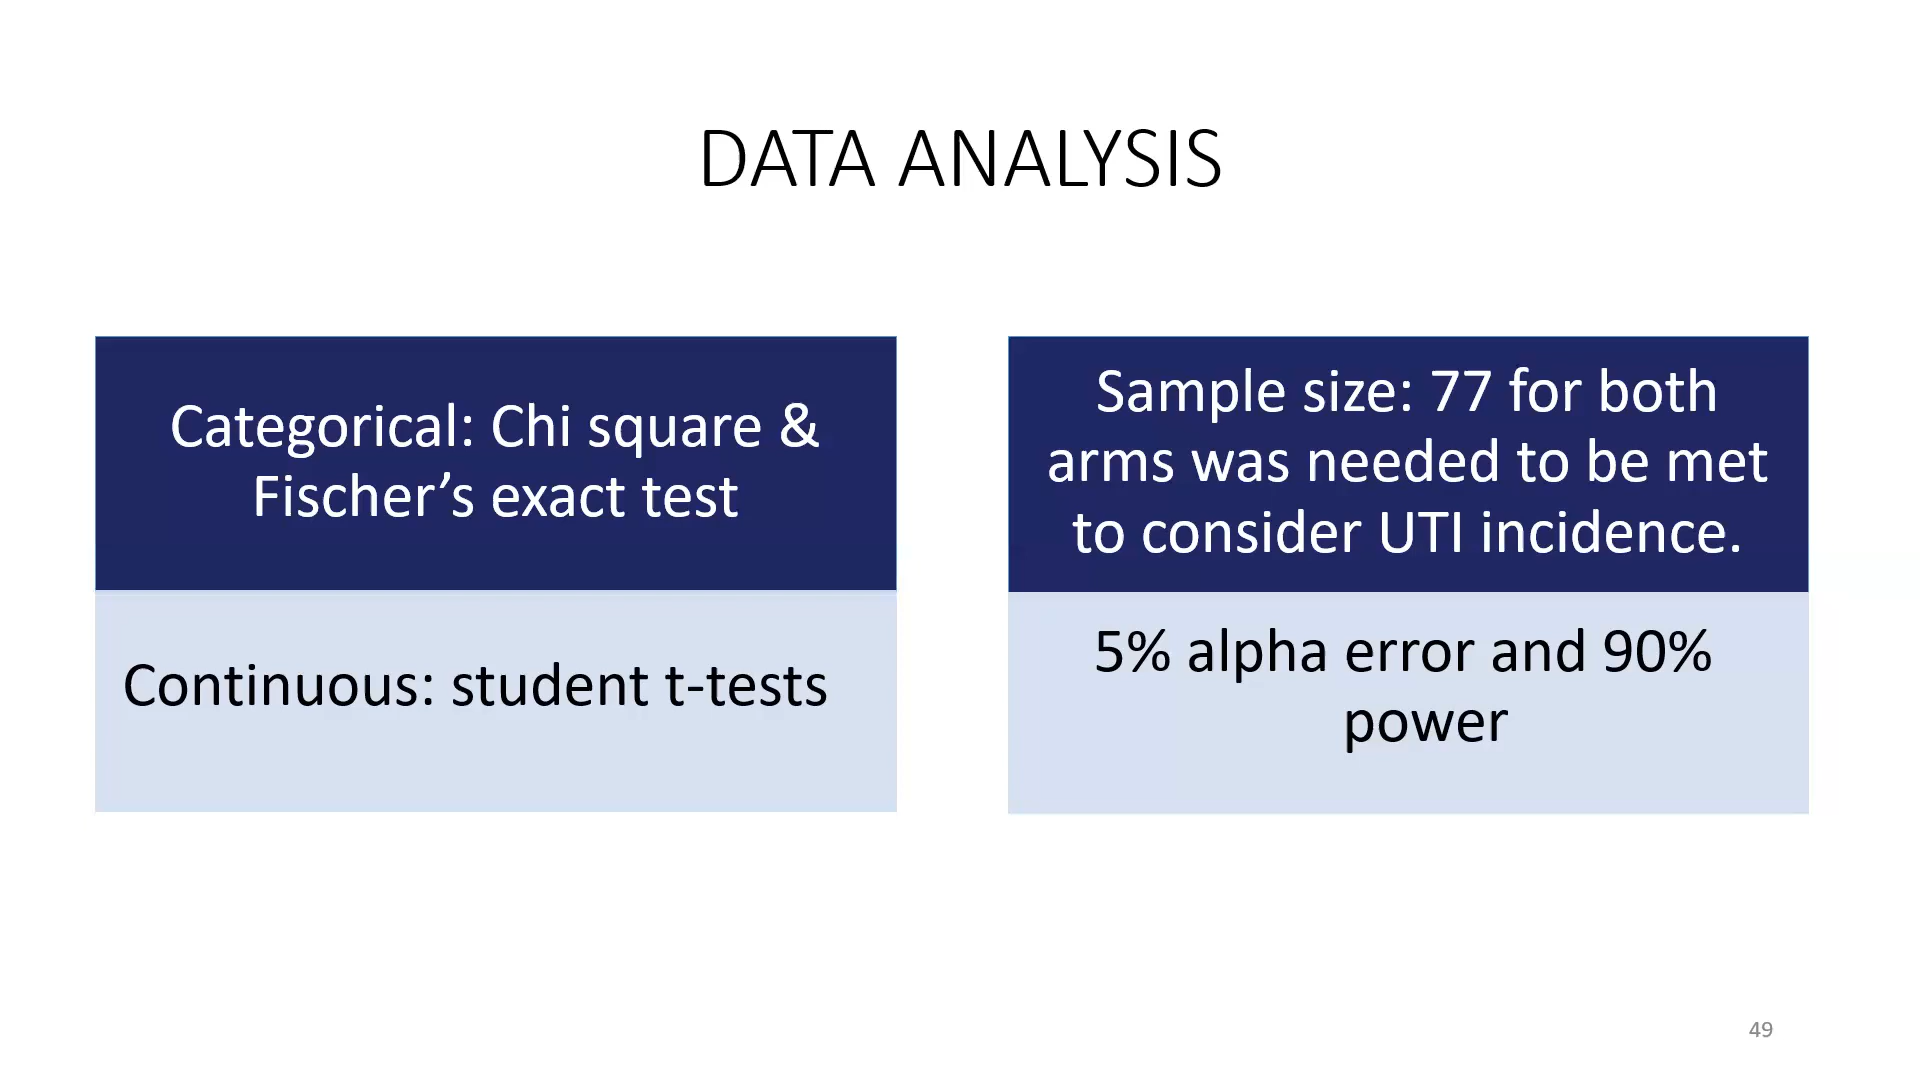 DATA ANALYSIS
Categorical: Chi square &
Fischer’s exact test
Continuous: student t-tests
Sample size: 77 for both
arms was needed to be met
to consider UTI incidence.
5% alpha error and 90%
power
49